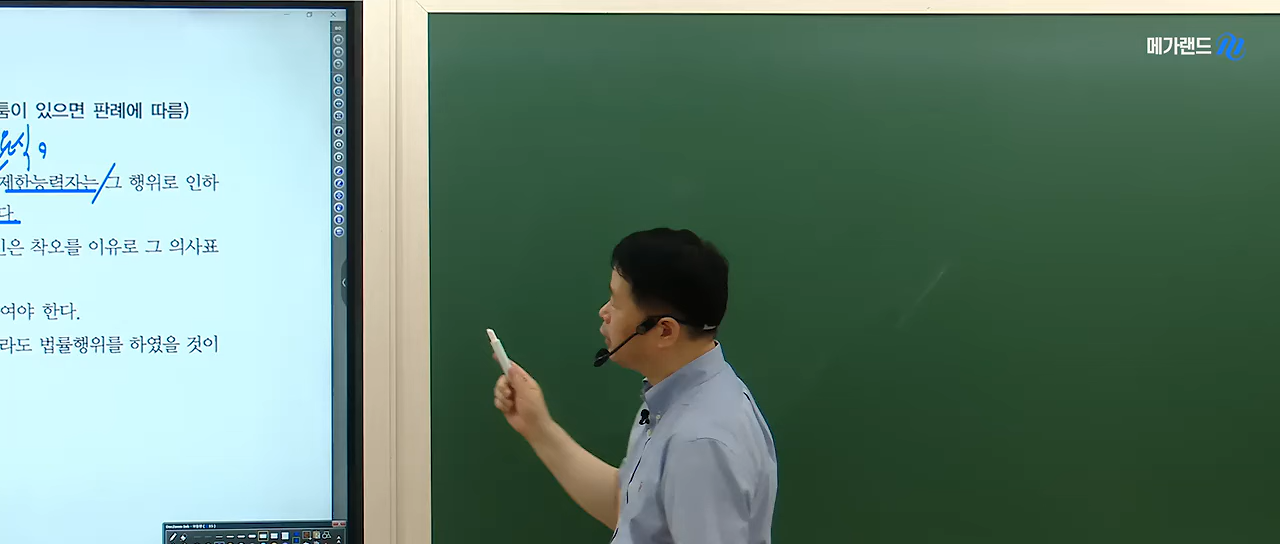 메가랜드
툼이 있으면 판례에 따름)
제한능력자는 그 행위로 인하
다.
은 착오를 이유로 그 의사표
여야 한다.
라도 법률행위를 하였을 것이